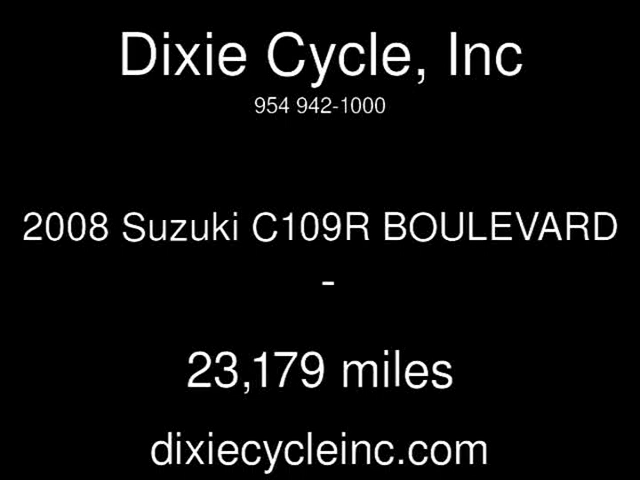 Dixie Cycle, Inc
954 942-1000
2008 Suzuki C109R BOULEVARD
-
23,179 miles
dixiecycleinc.com